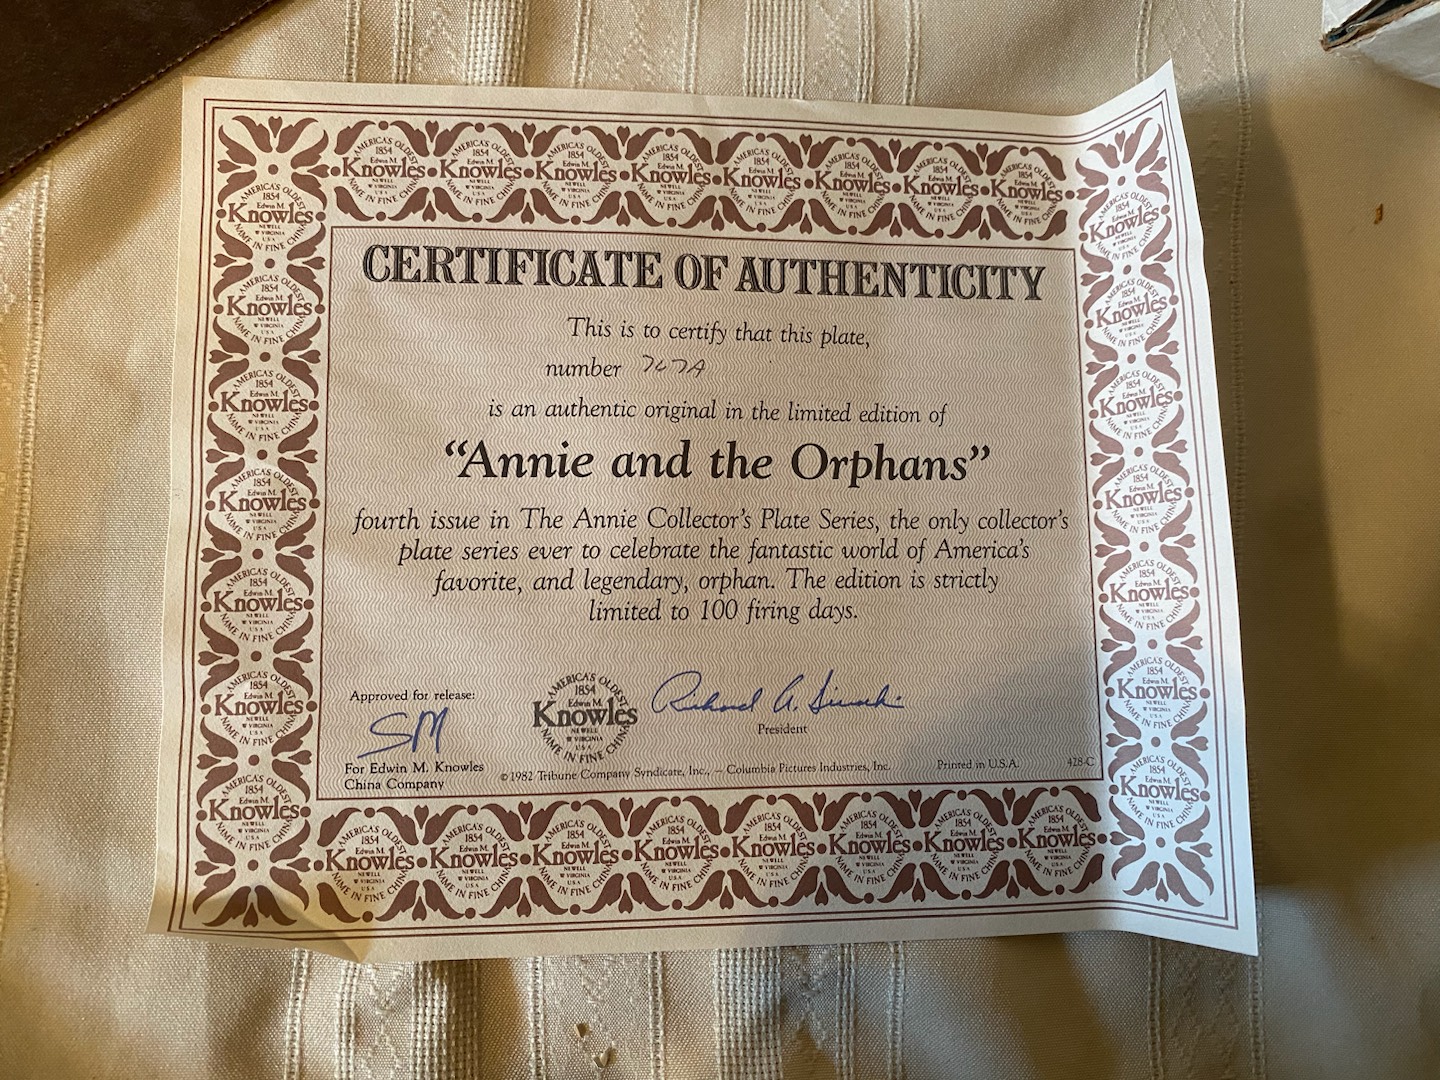 CERTIFICATE OF AUTHENTICITY
This is to certify that this plate,
number 767A
is an authentic original in the limited edition of
“Annie and the Orphans”
fourth issue in The Annie Collector's Plate Series, the only collector's
plate series ever to celebrate the fantastic world of America's
favorite, and legendary, orphan. The edition is strictly
limited to 100 firing days.
Approved for release:
SM
For Edwin M. Knowles
China Company
AMERICA'S OLDEST
1854
Edwin M.
Knowles
NEWELL
W VIRGINIA
U S A
NAME IN FINE CHINA
Richard A.
President
© 1982 Tribune Company Syndicate, Inc., – Columbia Pictures Industries, Inc.
Printed in U.S.A.
428-C